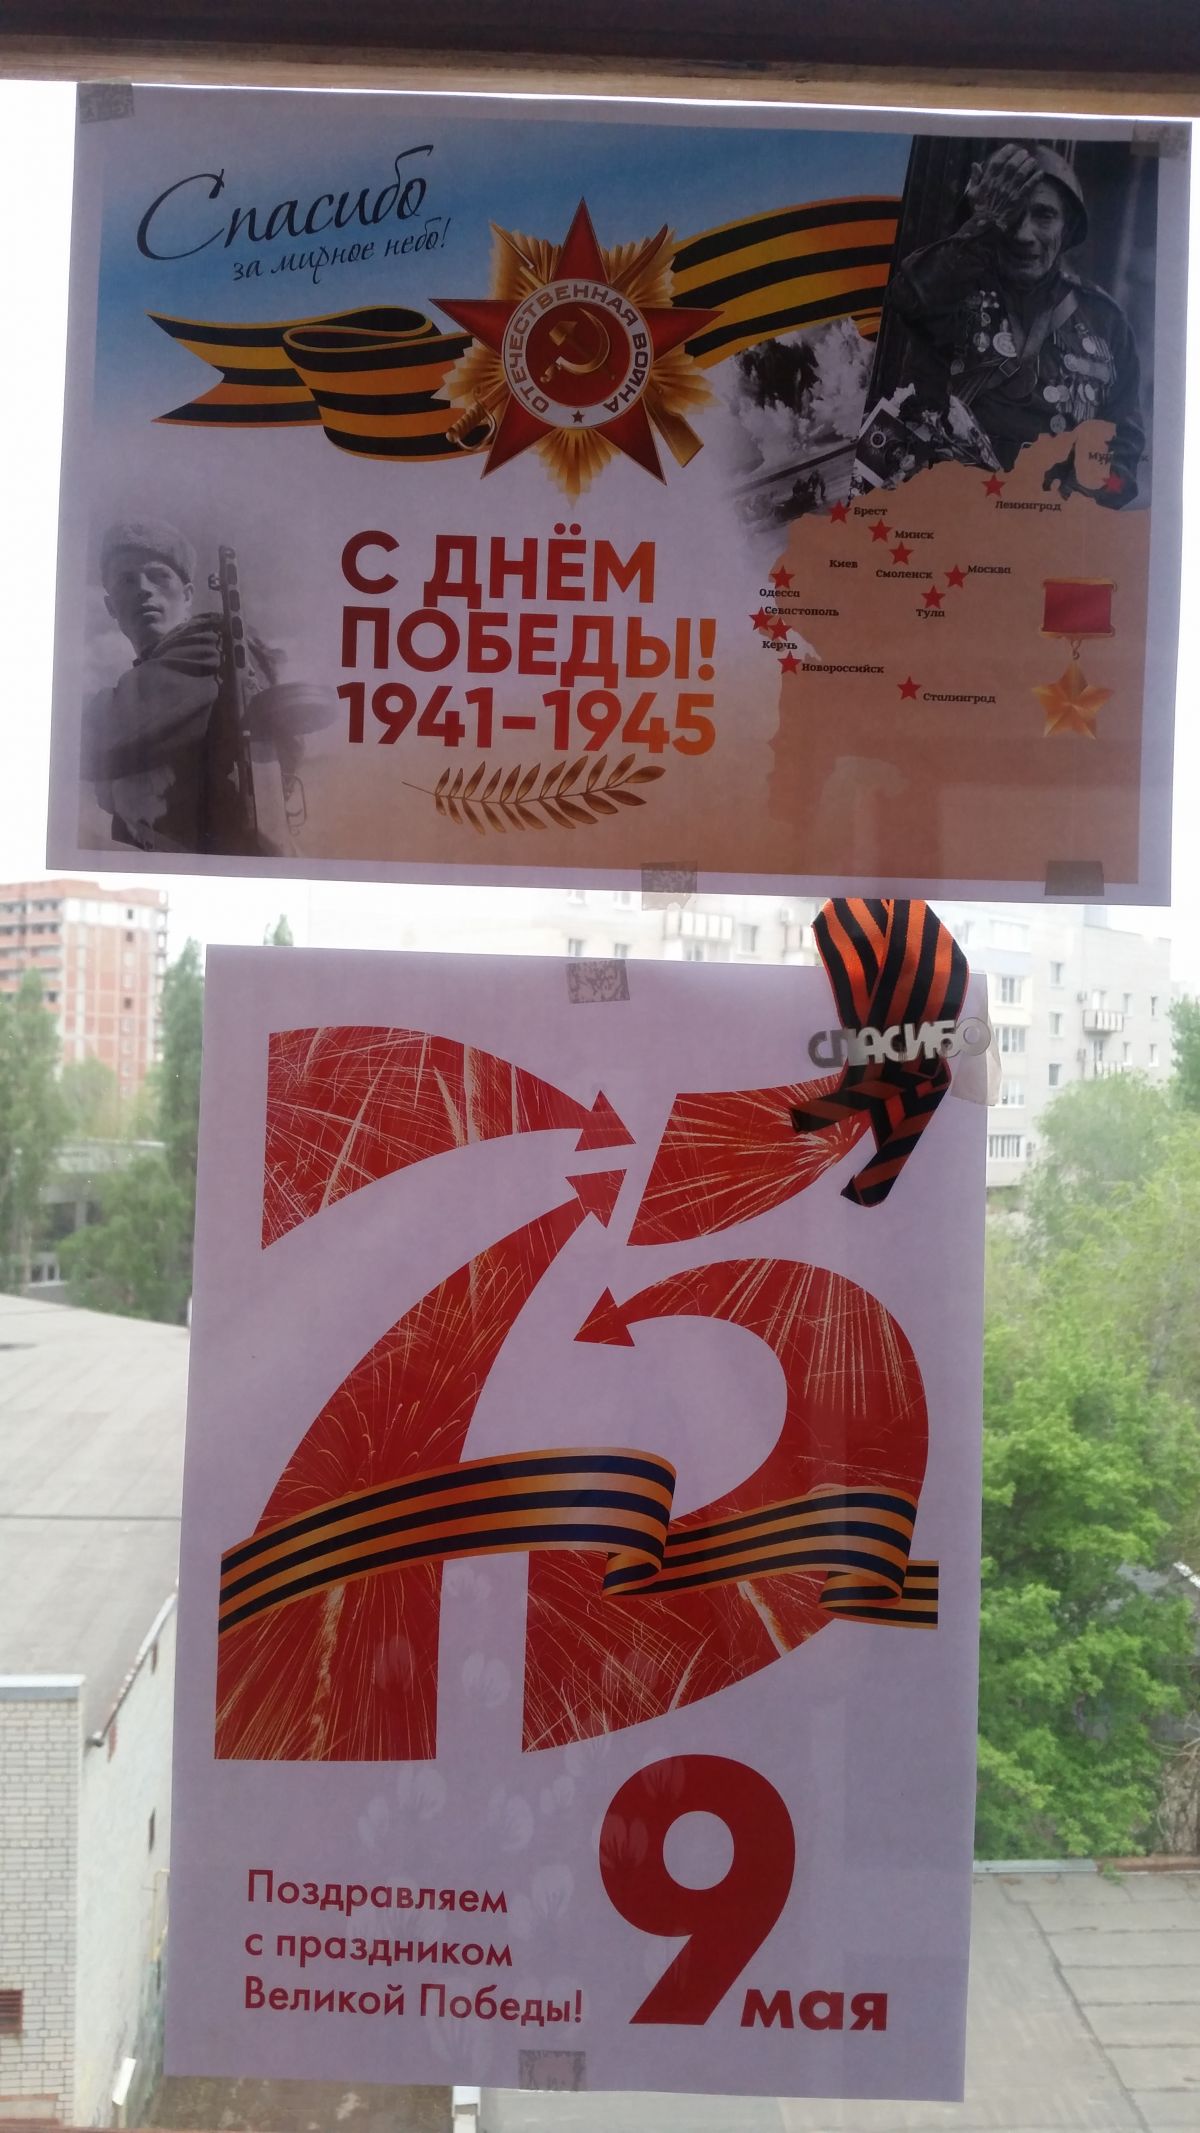 Спасибо
за мирное небо!
ОТЕЧЕСТВЕННАЯ ВОЙНА
С ДНЁМ
ПОБЕДЫ!
1941-1945
Мурманск
Ленинград
Брест
Минск
Киев
Смоленск
Москва
Одесса
Тула
Севастополь
Керчь
Новороссийск
Сталинград
СПАСИБО
75
Поздравляем
с праздником
Великой Победы!
9 мая